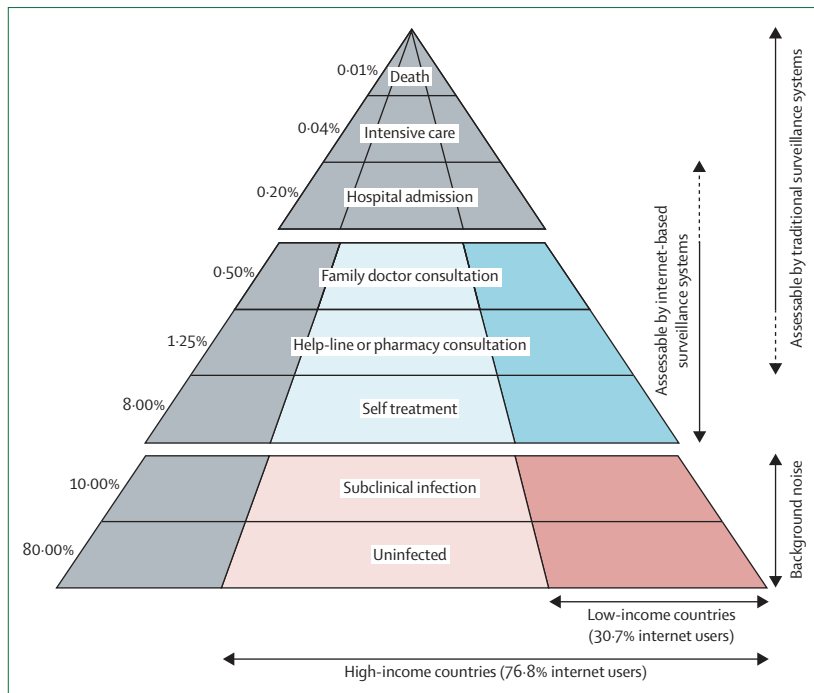 0·01%
Death
0·04%
Intensive care
0·20%
Hospital admission
0·50%
Family doctor consultation
1·25%
Help-line or pharmacy consultation
8·00%
Self treatment
10·00%
Subclinical infection
80·00%
Uninfected
Assessable by internet-based
surveillance systems
Assessable by traditional surveillance systems
Background noise
Low-income countries
(30·7% internet users)
High-income countries (76·8% internet users)